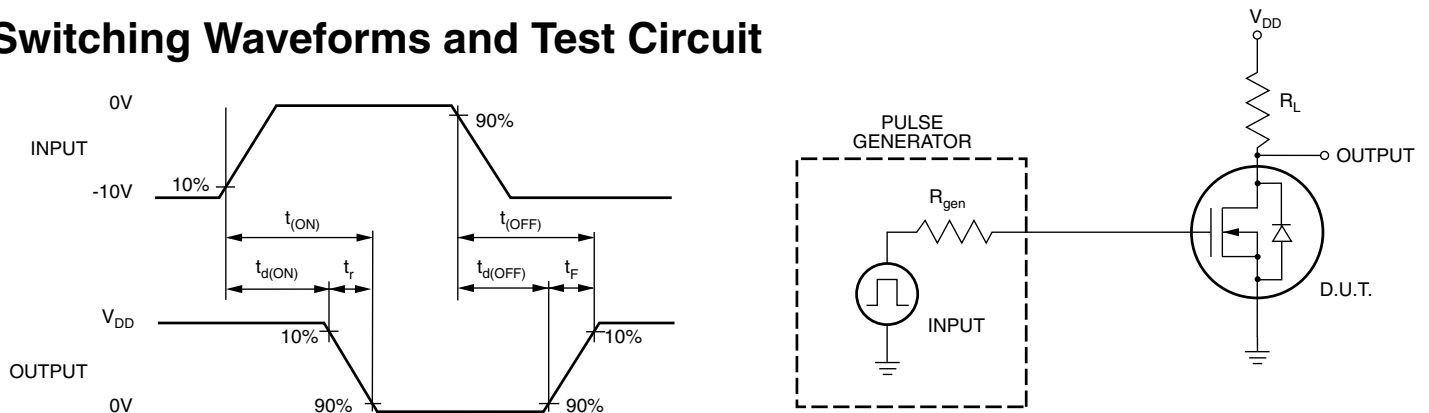 Switching Waveforms and Test Circuit
0V
INPUT
-10V
10%
90%
t(ON)
t(OFF)
td(ON)
tr
td(OFF)
tF
VDD
10%
10%
OUTPUT
0V
90%
90%
VDD
RL
OUTPUT
PULSE
GENERATOR
Rgen
INPUT
D.U.T.